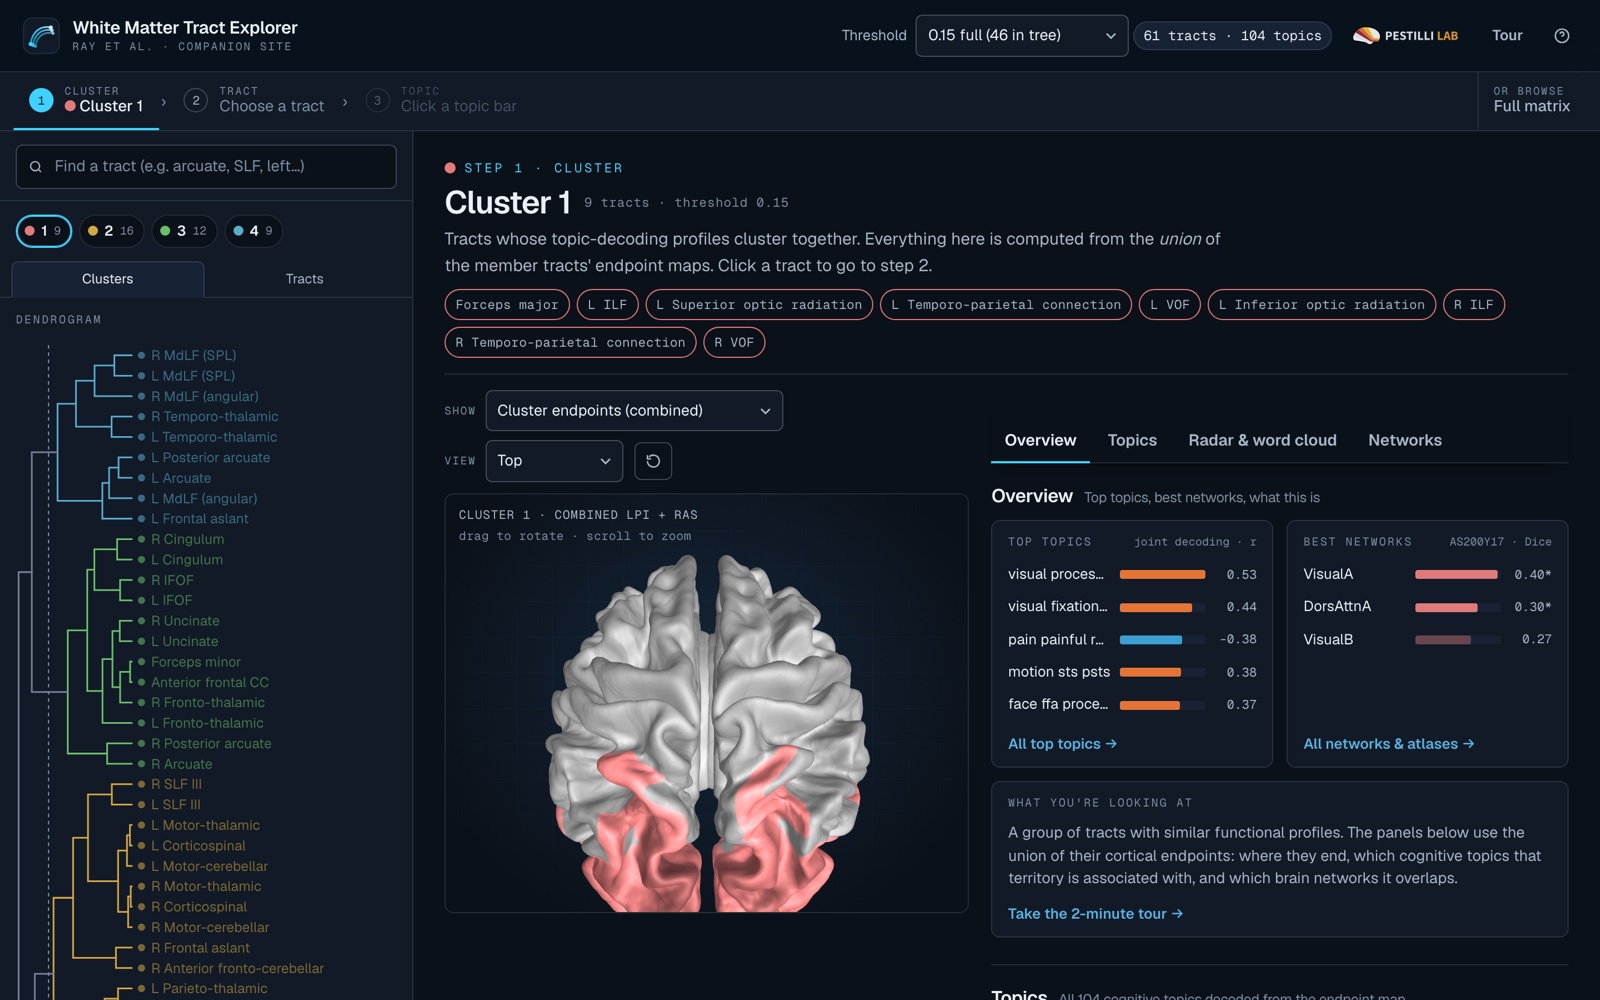 White Matter Tract Explorer
RAY ET AL. · COMPANION SITE
Threshold
0.15 full (46 in tree)
61 tracts · 104 topics
PESTILLI LAB
Tour
1
CLUSTER
Cluster 1
2
TRACT
Choose a tract
3
TOPIC
Click a topic bar
OR BROWSE
Full matrix
Find a tract (e.g. arcuate, SLF, left...)
1 9
2 16
3 12
4 9
Clusters
Tracts
DENDROGRAM
R MdLF (SPL)
L MdLF (SPL)
R MdLF (angular)
R Temporo-thalamic
L Temporo-thalamic
L Posterior arcuate
L Arcuate
L MdLF (angular)
L Frontal aslant
R Cingulum
L Cingulum
R IFOF
L IFOF
R Uncinate
L Uncinate
Forceps minor
Anterior frontal CC
R Fronto-thalamic
L Fronto-thalamic
R Posterior arcuate
R Arcuate
R SLF III
L SLF III
L Motor-thalamic
L Corticospinal
L Motor-cerebellar
R Motor-thalamic
R Corticospinal
R Motor-cerebellar
R Frontal aslant
R Anterior fronto-cerebellar
L Parieto-thalamic
STEP 1 · CLUSTER
Cluster 1
9 tracts · threshold 0.15
Tracts whose topic-decoding profiles cluster together. Everything here is computed from the union of
the member tracts' endpoint maps. Click a tract to go to step 2.
Forceps major
L ILF
L Superior optic radiation
L Temporo-parietal connection
L VOF
L Inferior optic radiation
R ILF
R Temporo-parietal connection
R VOF
SHOW
Cluster endpoints (combined)
VIEW
Top
CLUSTER 1 · COMBINED LPI + RAS
drag to rotate · scroll to zoom
Overview
Topics
Radar & word cloud
Networks
Overview
Top topics, best networks, what this is
TOP TOPICS
joint decoding · r
visual proces... 0.53
visual fixation... 0.44
pain painful r... -0.38
motion sts psts 0.38
face ffa proce... 0.37
All top topics →
BEST NETWORKS
AS200Y17 · Dice
VisualA 0.40*
DorsAttnA 0.30*
VisualB 0.27
All networks & atlases →
WHAT YOU'RE LOOKING AT
A group of tracts with similar functional profiles. The panels below use the
union of their cortical endpoints: where they end, which cognitive topics that
territory is associated with, and which brain networks it overlaps.
Take the 2-minute tour →
Topics
All 104 cognitive topics decoded from the endpoint map